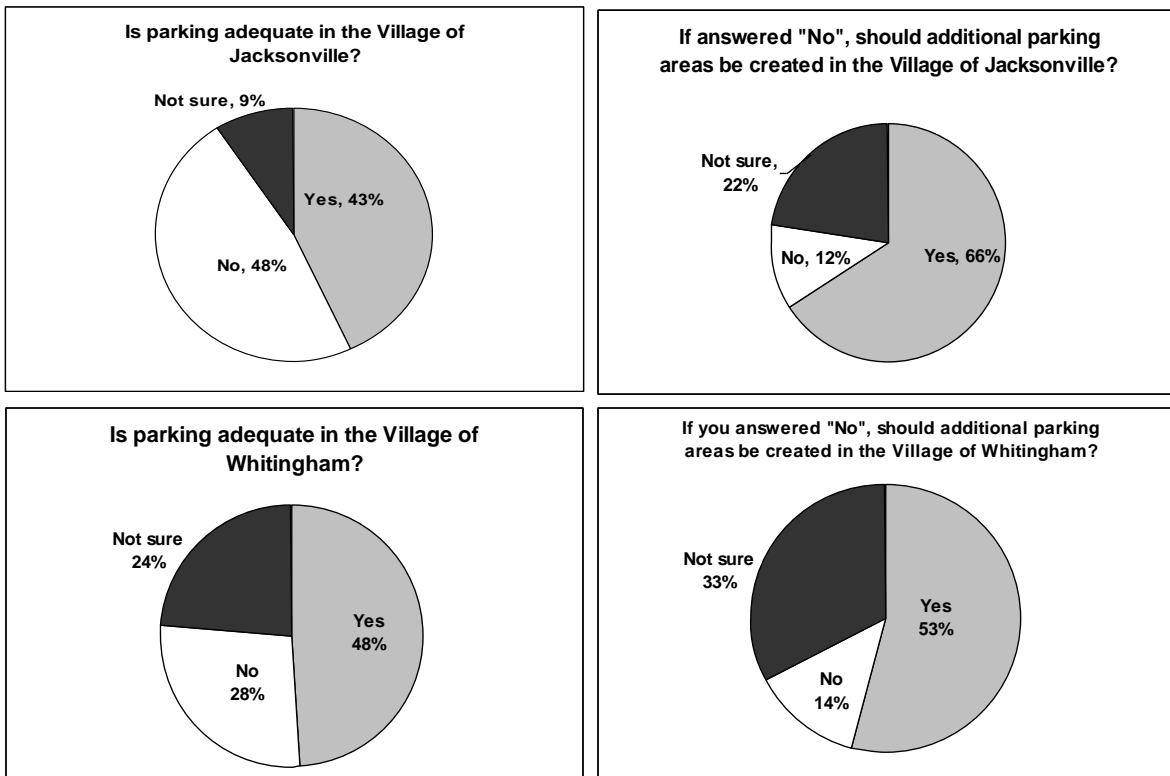 Is parking adequate in the Village of
Jacksonville?
Not sure, 9%
Yes, 43%
No, 48%
If answered "No", should additional parking
areas be created in the Village of Jacksonville?
Not sure,
22%
No, 12%
Yes, 66%
Is parking adequate in the Village of
Whitingham?
Not sure
24%
Yes
48%
No
28%
If you answered "No", should additional parking
areas be created in the Village of Whitingham?
Not sure
33%
Yes
53%
No
14%